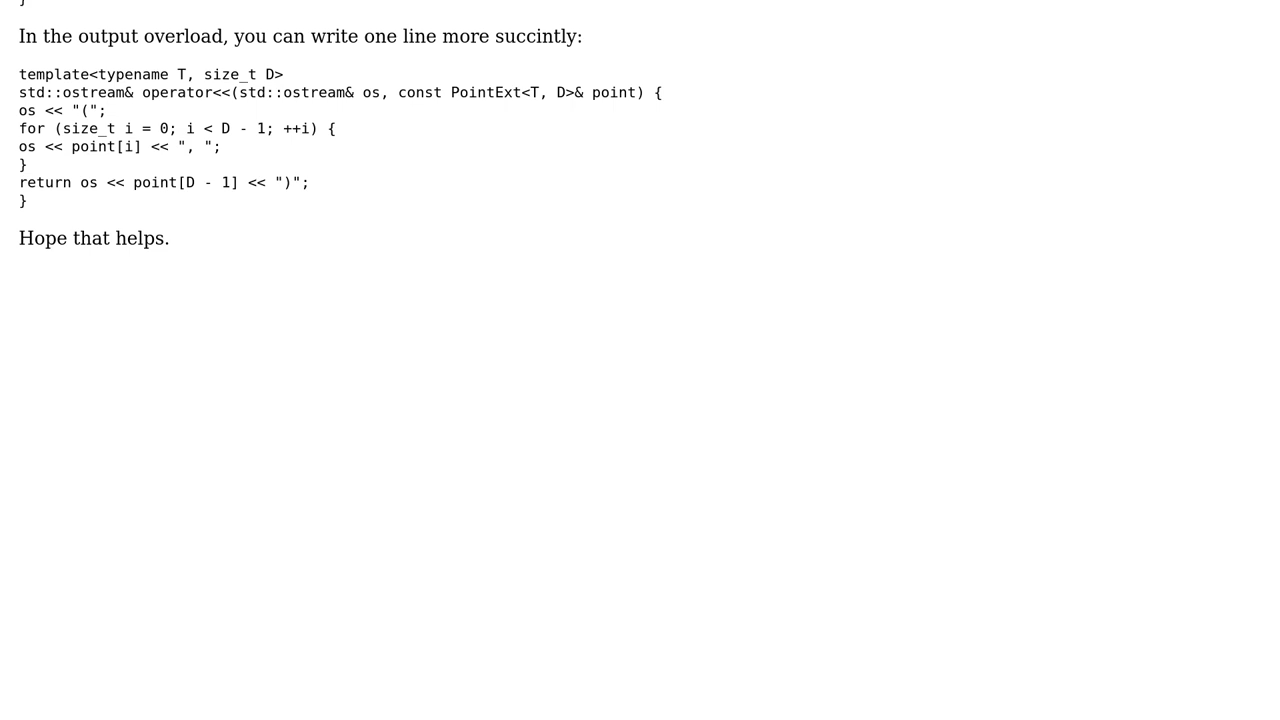 }
In the output overload, you can write one line more succintly:
template<typename T, size_t D>
std::ostream& operator<<(std::ostream& os, const PointExt<T, D>& point) {
os << "(";
for (size_t i = 0; i < D - 1; ++i) {
os << point[i] << ", ";
}
return os << point[D - 1] << ")";
}
Hope that helps.